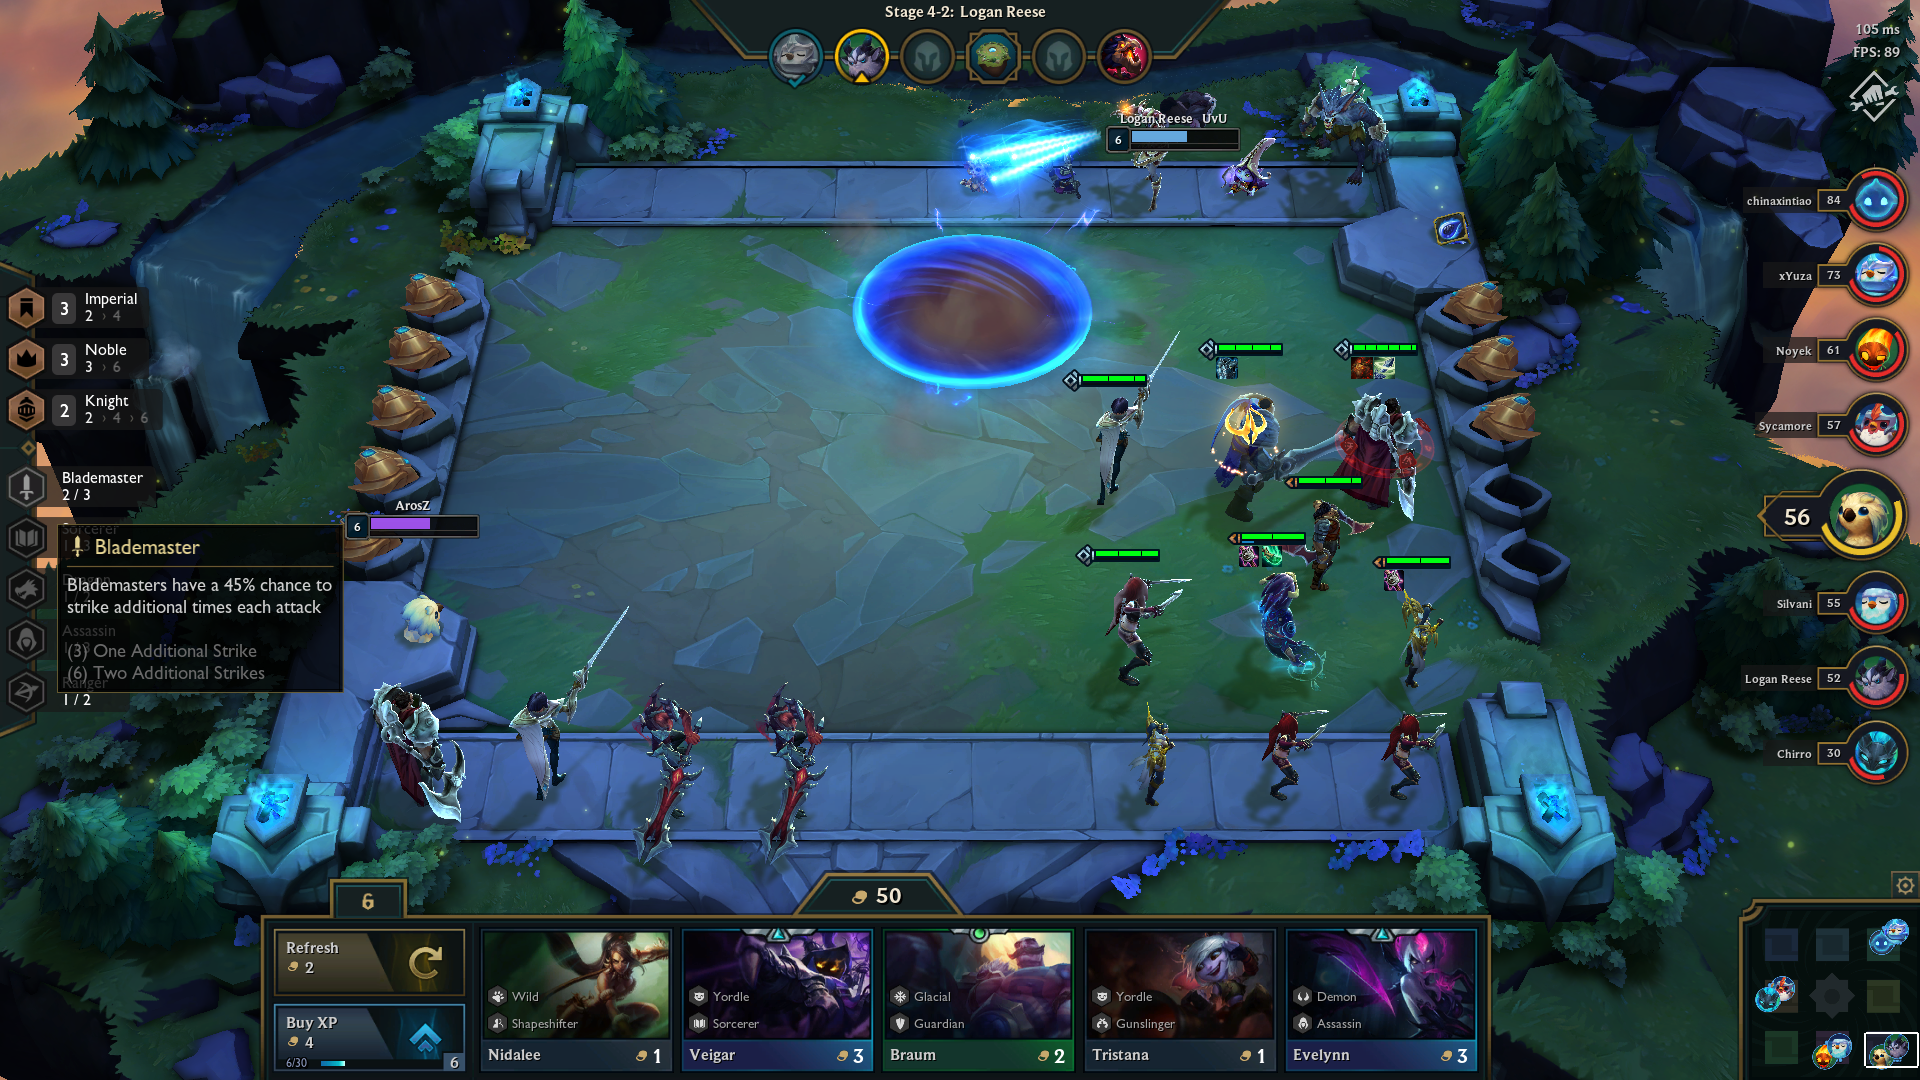 Stage 4-2: Logan Reese
105 ms
FPS: 89
Logan Reese UvU
6
chinaxintiao 84
xYuza 73
Noyek 61
Sycamore 57
56
Silvani 55
Logan Reese 52
Chirro 30
3 Imperial
2 › 4
3 Noble
3 › 6
2 Knight
2 › 4 › 6
Blademaster
2 / 3
Sorcerer
Blademaster
Blademasters have a 45% chance to
strike additional times each attack
Assassin
(3) One Additional Strike
(6) Two Additional Strikes
Ranger
1 / 2
ArosZ
6
6
50
Refresh
2
Buy XP
4
6/30
6
Wild
Shapeshifter
Nidalee 1
Yordle
Sorcerer
Veigar 3
Glacial
Guardian
Braum 2
Yordle
Gunslinger
Tristana 1
Demon
Assassin
Evelynn 3